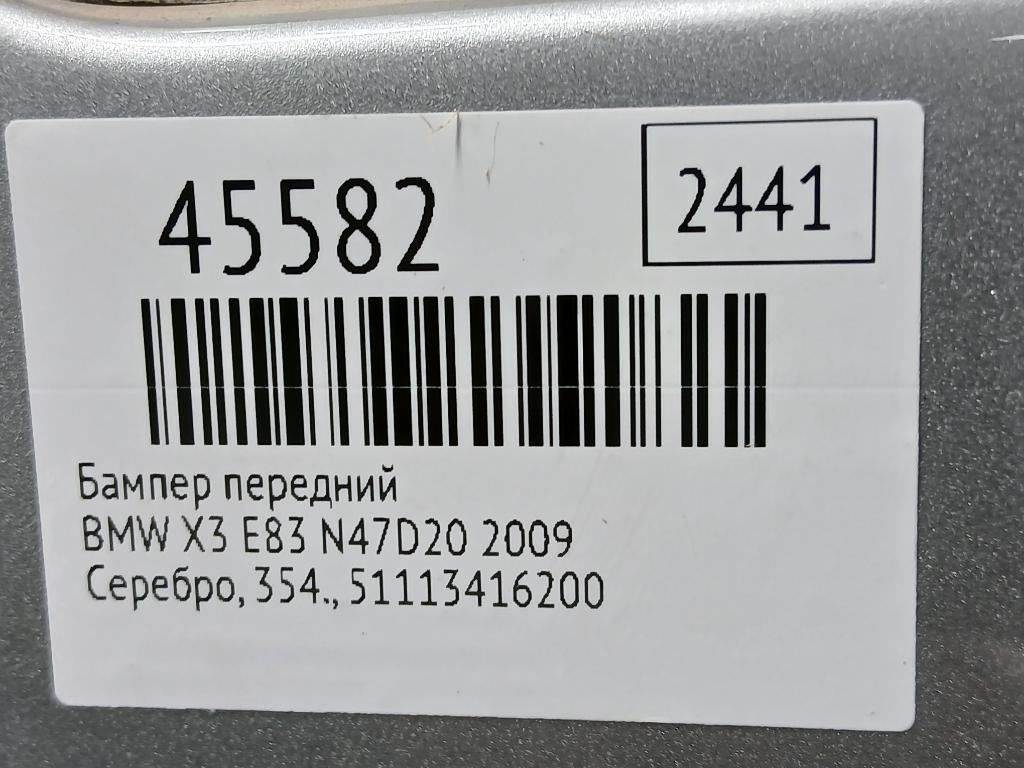 45582
2441
Бампер передний
BMW X3 E83 N47D20 2009
Серебро, 354., 51113416200